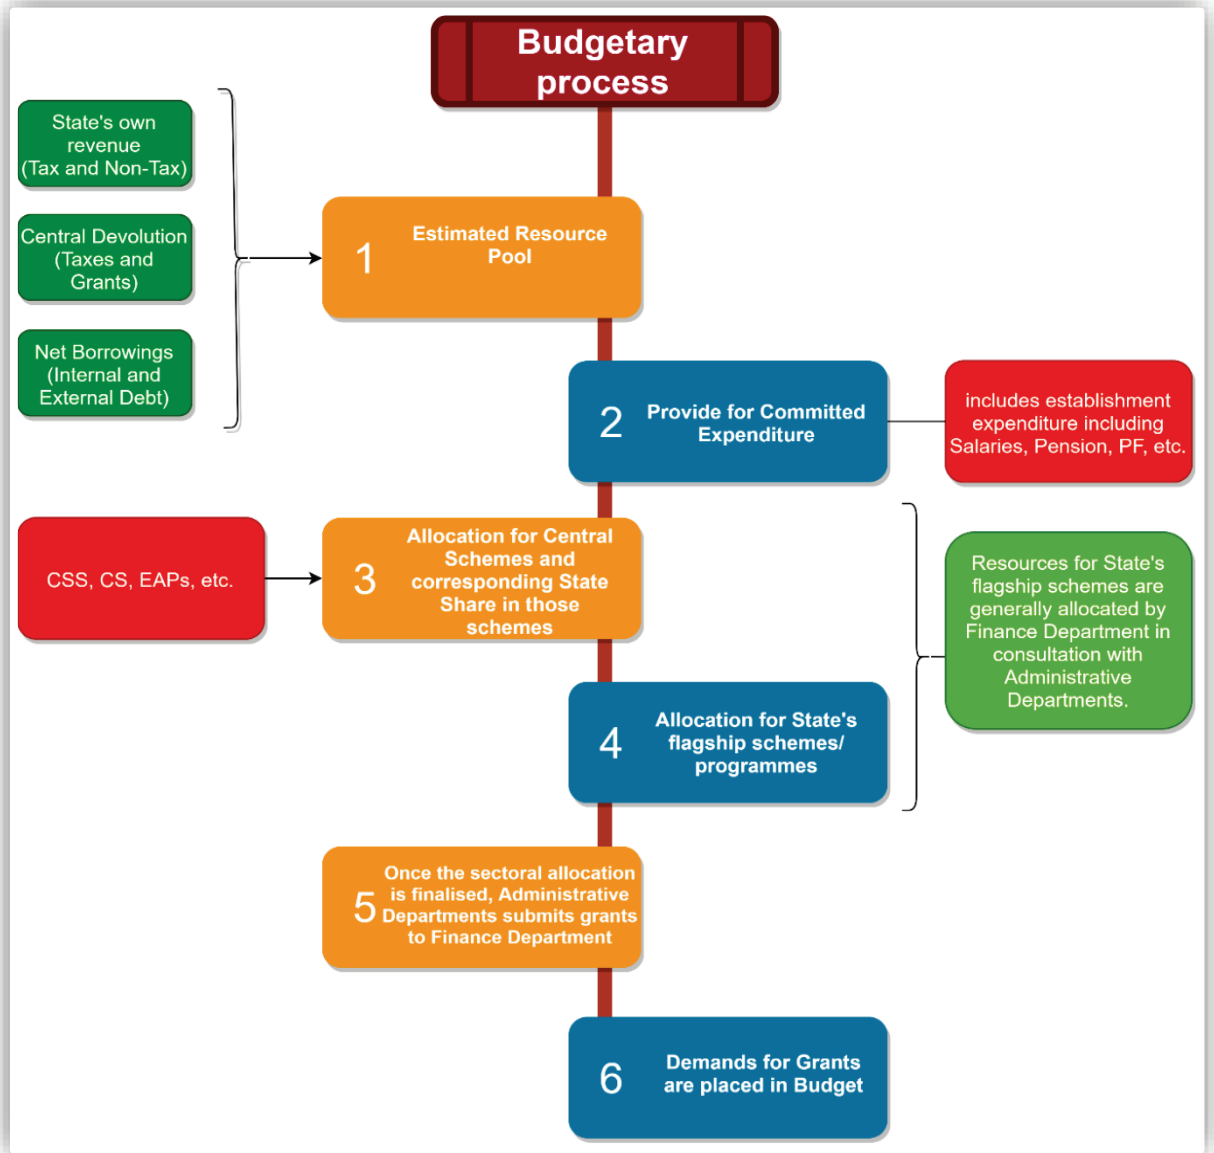 Budgetary
process
State's own
revenue
(Tax and Non-Tax)
Central Devolution
(Taxes and
Grants)
Net Borrowings
(Internal and
External Debt)
1
Estimated Resource
Pool
2
Provide for Committed
Expenditure
includes establishment
expenditure including
Salaries, Pension, PF, etc.
CSS, CS, EAPs, etc.
3
Allocation for Central
Schemes and
corresponding State
Share in those
schemes
4
Allocation for State's
flagship schemes/
programmes
Resources for State's
flagship schemes are
generally allocated by
Finance Department in
consultation with
Administrative
Departments.
5
Once the sectoral allocation
is finalised, Administrative
Departments submits grants
to Finance Department
6
Demands for Grants
are placed in Budget